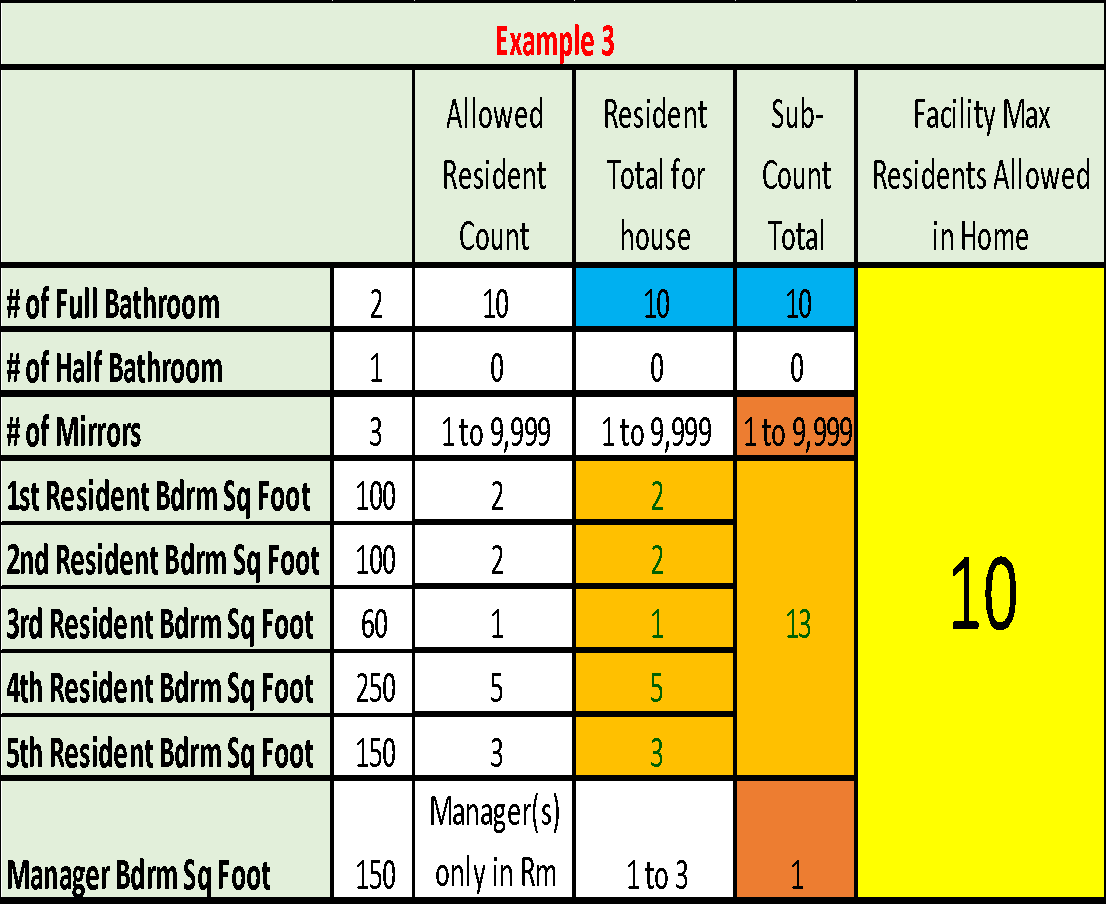 Example 3
Allowed Resident Count
Resident Total for house
Sub-Count Total
Facility Max Residents Allowed in Home
# of Full Bathroom 2 10 10 10
# of Half Bathroom 1 0 0 0
# of Mirrors 3 1 to 9,999 1 to 9,999 1 to 9,999
1st Resident Bdrm Sq Foot 100 2 2
2nd Resident Bdrm Sq Foot 100 2 2
3rd Resident Bdrm Sq Foot 60 1 1 13 10
4th Resident Bdrm Sq Foot 250 5 5
5th Resident Bdrm Sq Foot 150 3 3
Manager Bdrm Sq Foot 150 Manager(s) only in Rm 1 to 3 1